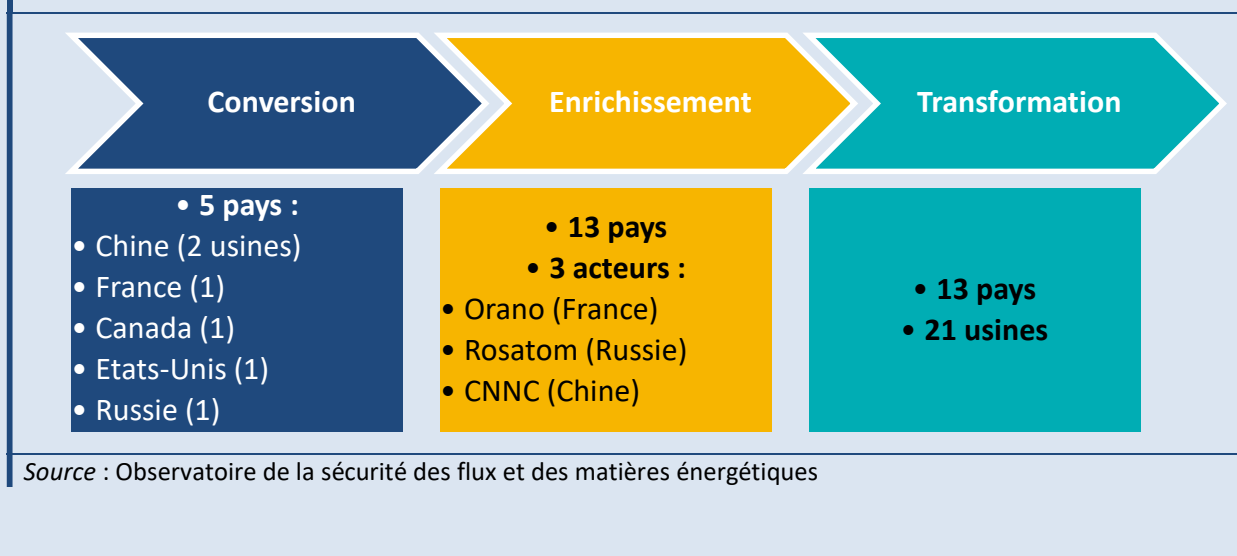 Conversion
Enrichissement
Transformation
• 5 pays :
• Chine (2 usines)
• France (1)
• Canada (1)
• Etats-Unis (1)
• Russie (1)
• 13 pays
• 3 acteurs :
• Orano (France)
• Rosatom (Russie)
• CNNC (Chine)
• 13 pays
• 21 usines
Source : Observatoire de la sécurité des flux et des matières énergétiques